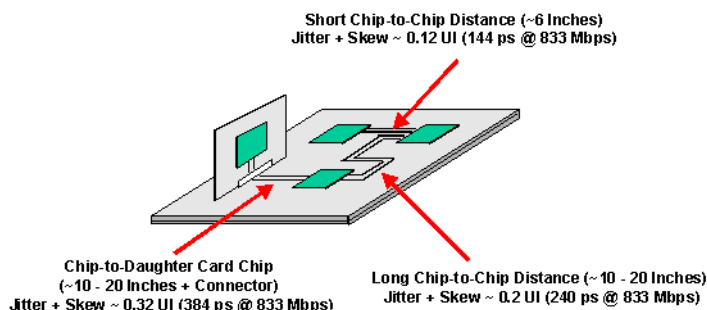 Short Chip-to-Chip Distance (~6 Inches)
Jitter + Skew ~ 0.12 UI (144 ps @ 833 Mbps)
Chip-to-Daughter Card Chip
(~10 - 20 Inches + Connector)
Jitter + Skew ~ 0.32 UI (384 ps @ 833 Mbps)
Long Chip-to-Chip Distance (~10 - 20 Inches)
Jitter + Skew ~ 0.2 UI (240 ps @ 833 Mbps)